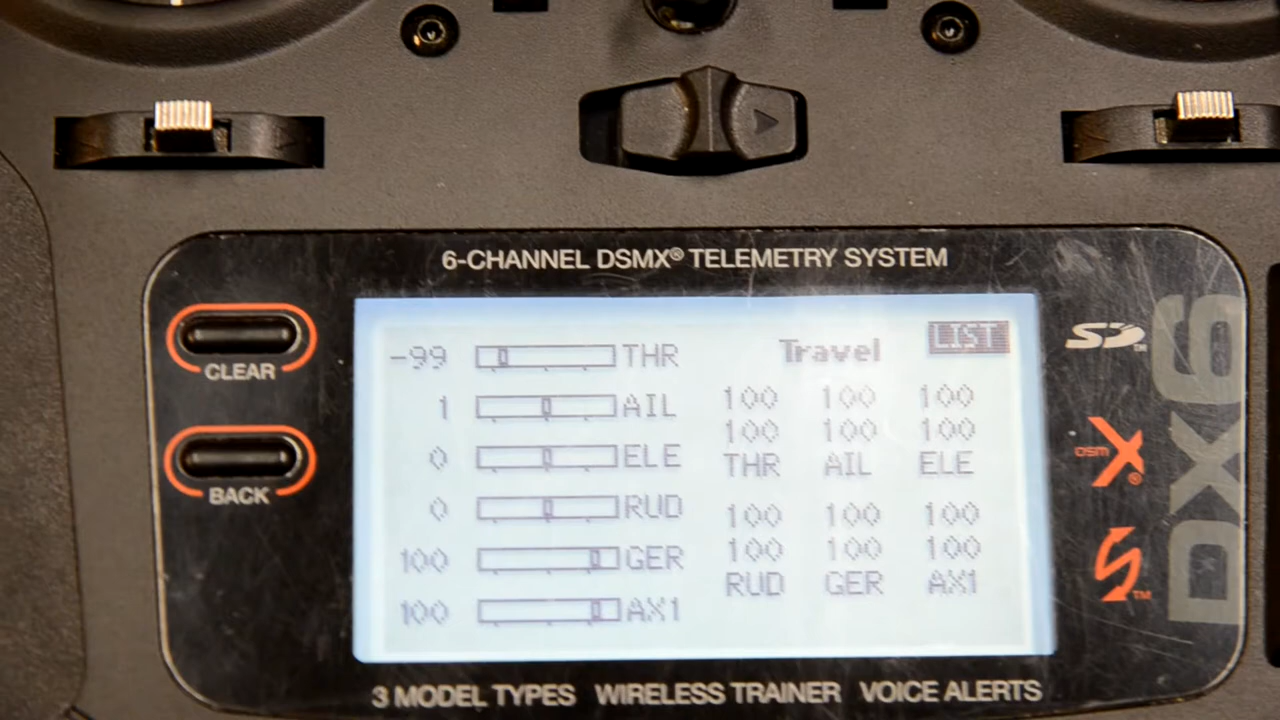 6-CHANNEL DSMX® TELEMETRY SYSTEM
CLEAR
BACK
-99 THR
1 AIL
0 ELE
0 RUD
100 GER
100 AX1
Travel
LIST
100 100 100
100 100 100
THR AIL ELE
100 100 100
100 100 100
RUD GER AX1
SD
DSMX®
DX6
3 MODEL TYPES WIRELESS TRAINER VOICE ALERTS